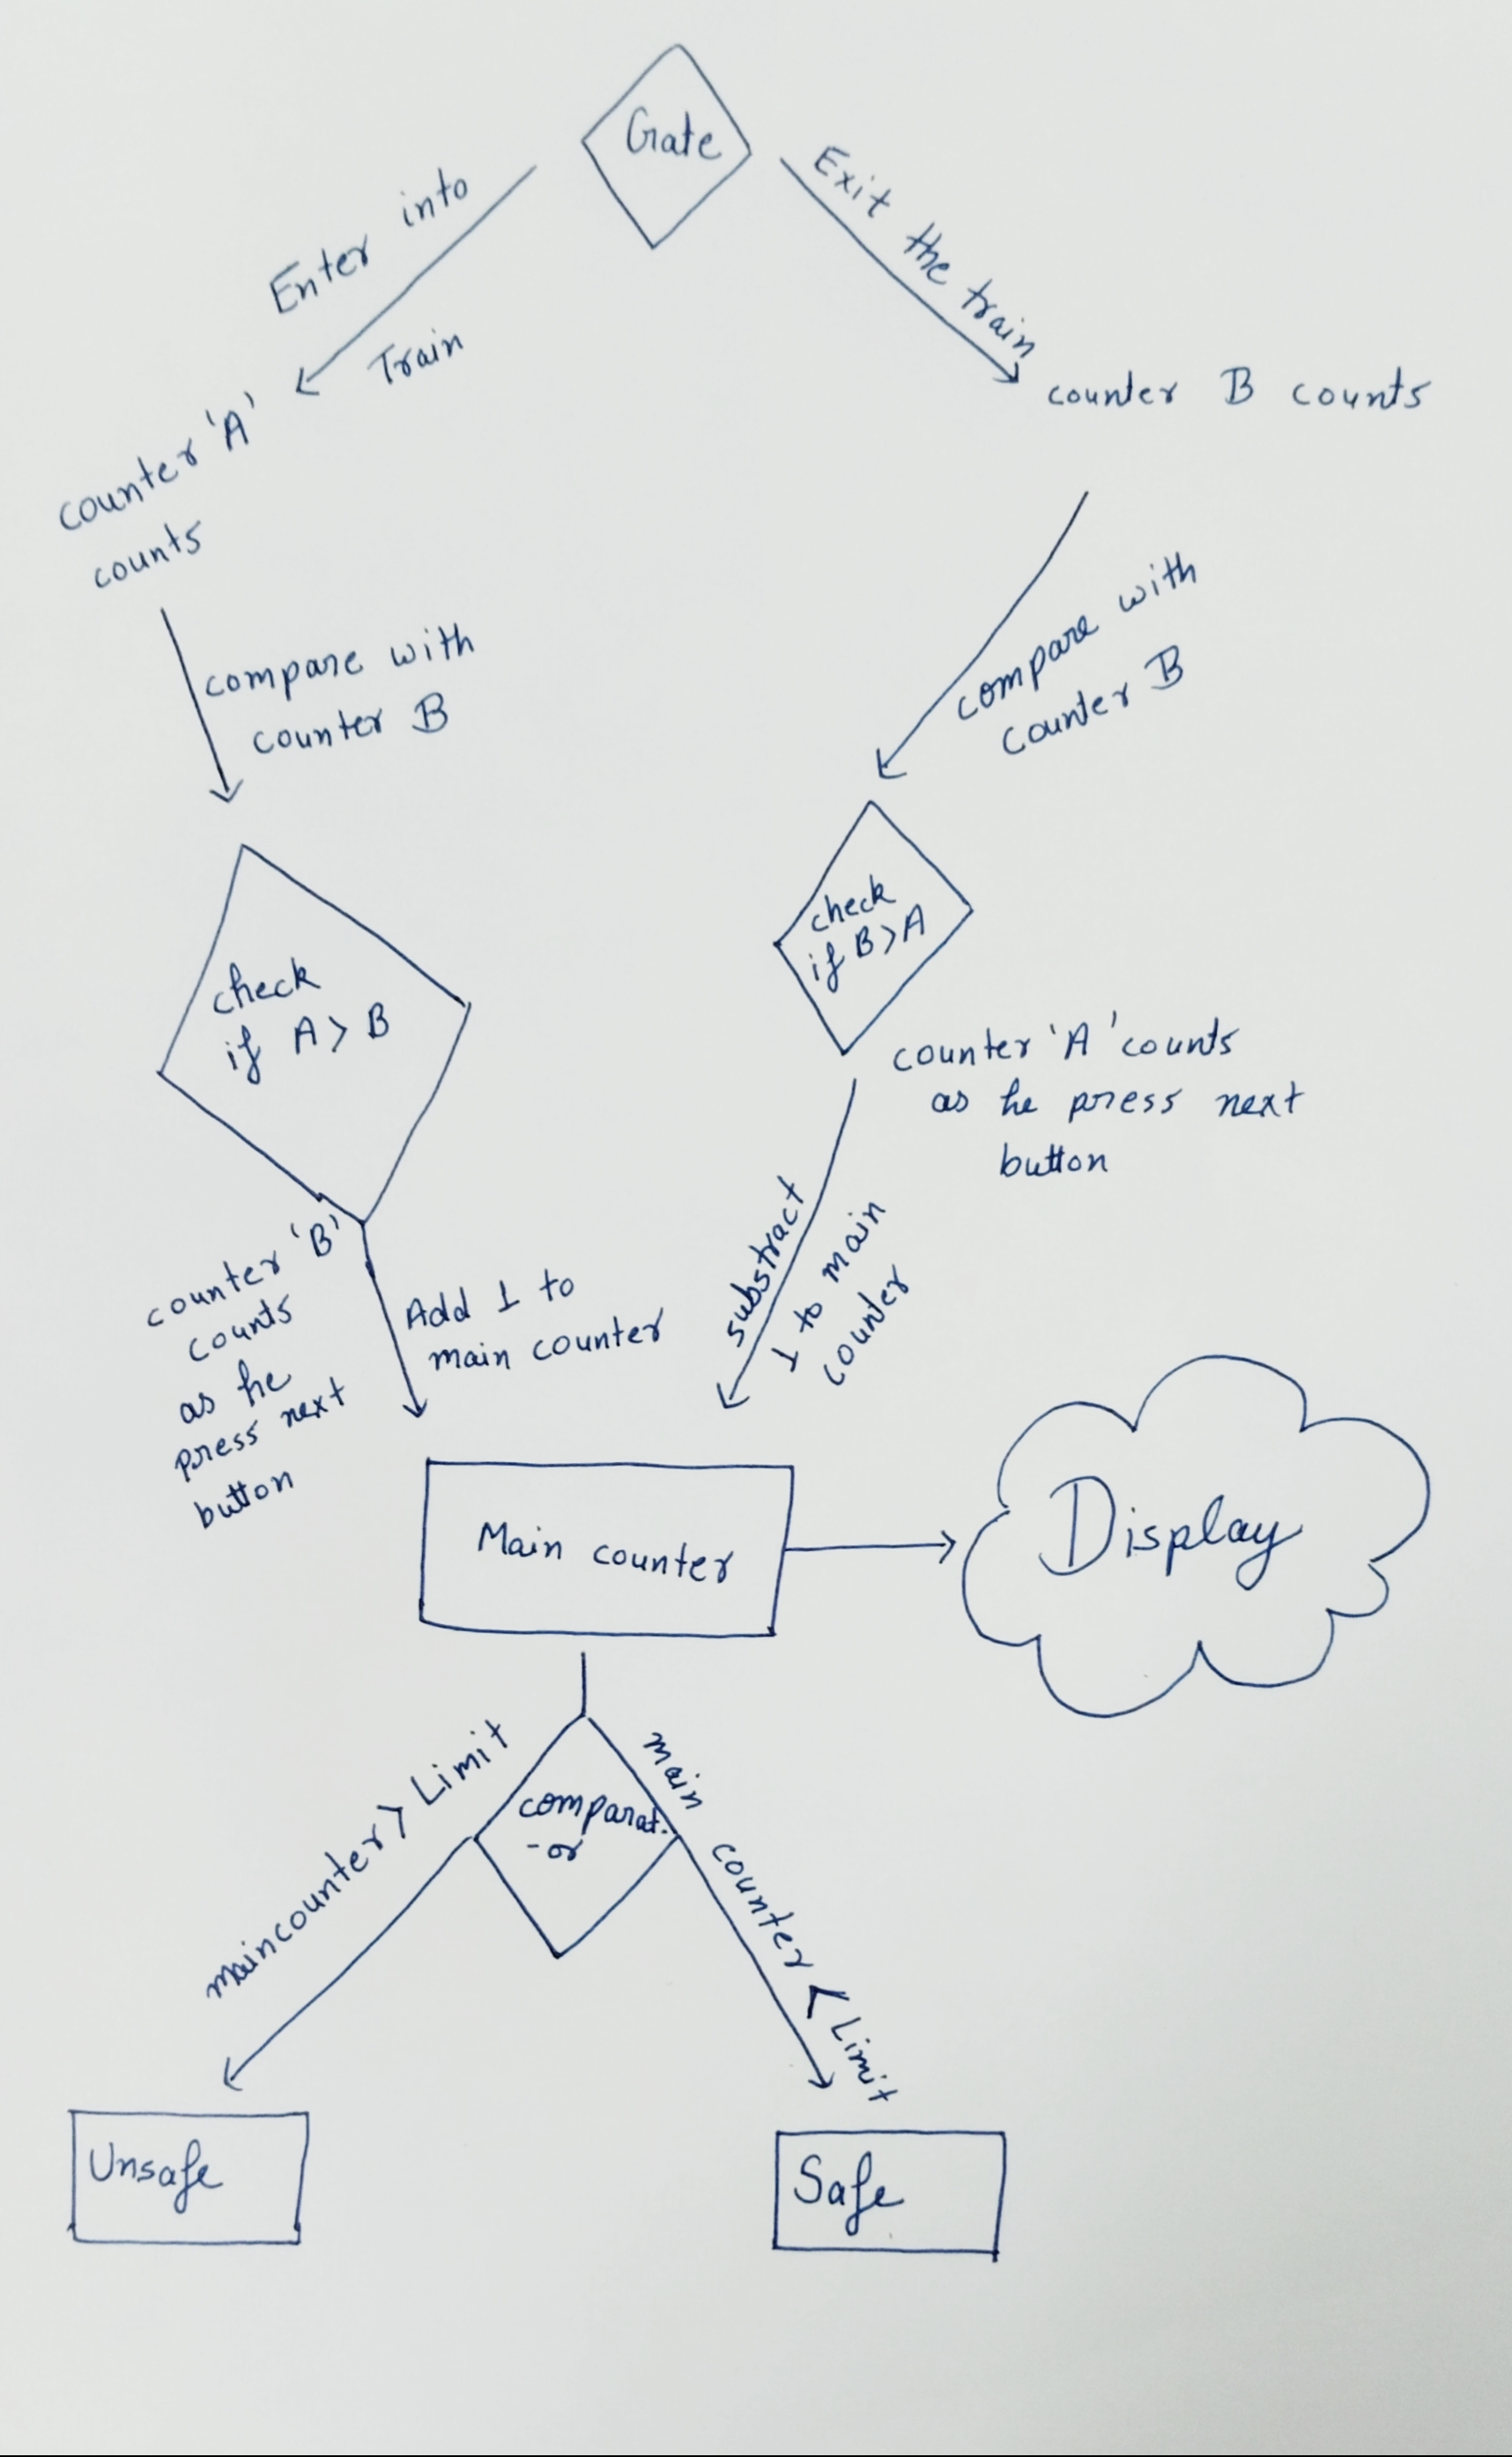 Gate
Enter into
Train
Exit the train
counter 'A'
counts
counter B counts
compare with
counter B
compare with
counter B
check
if A > B
check
if B > A
counter 'A' counts
as he press next
button
counter 'B'
counts
as he
press next
button
Add 1 to
main counter
substract
1 to main
counter
Main counter
Display
main counter > Limit
comparat.
-or
main counter < Limit
Unsafe
Safe